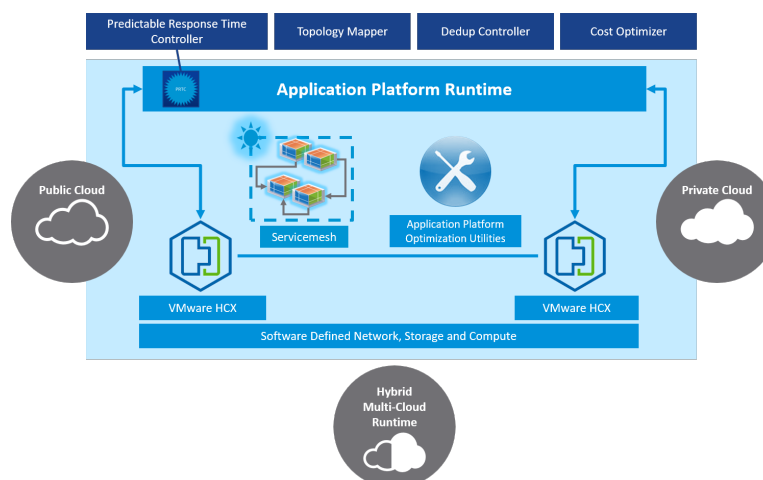 Predictable Response Time
Controller
Topology Mapper
Dedup Controller
Cost Optimizer
Application Platform Runtime
Public Cloud
Private Cloud
Servicemesh
Application Platform
Optimization Utilities
VMware HCX
VMware HCX
Software Defined Network, Storage and Compute
Hybrid
Multi-Cloud
Runtime